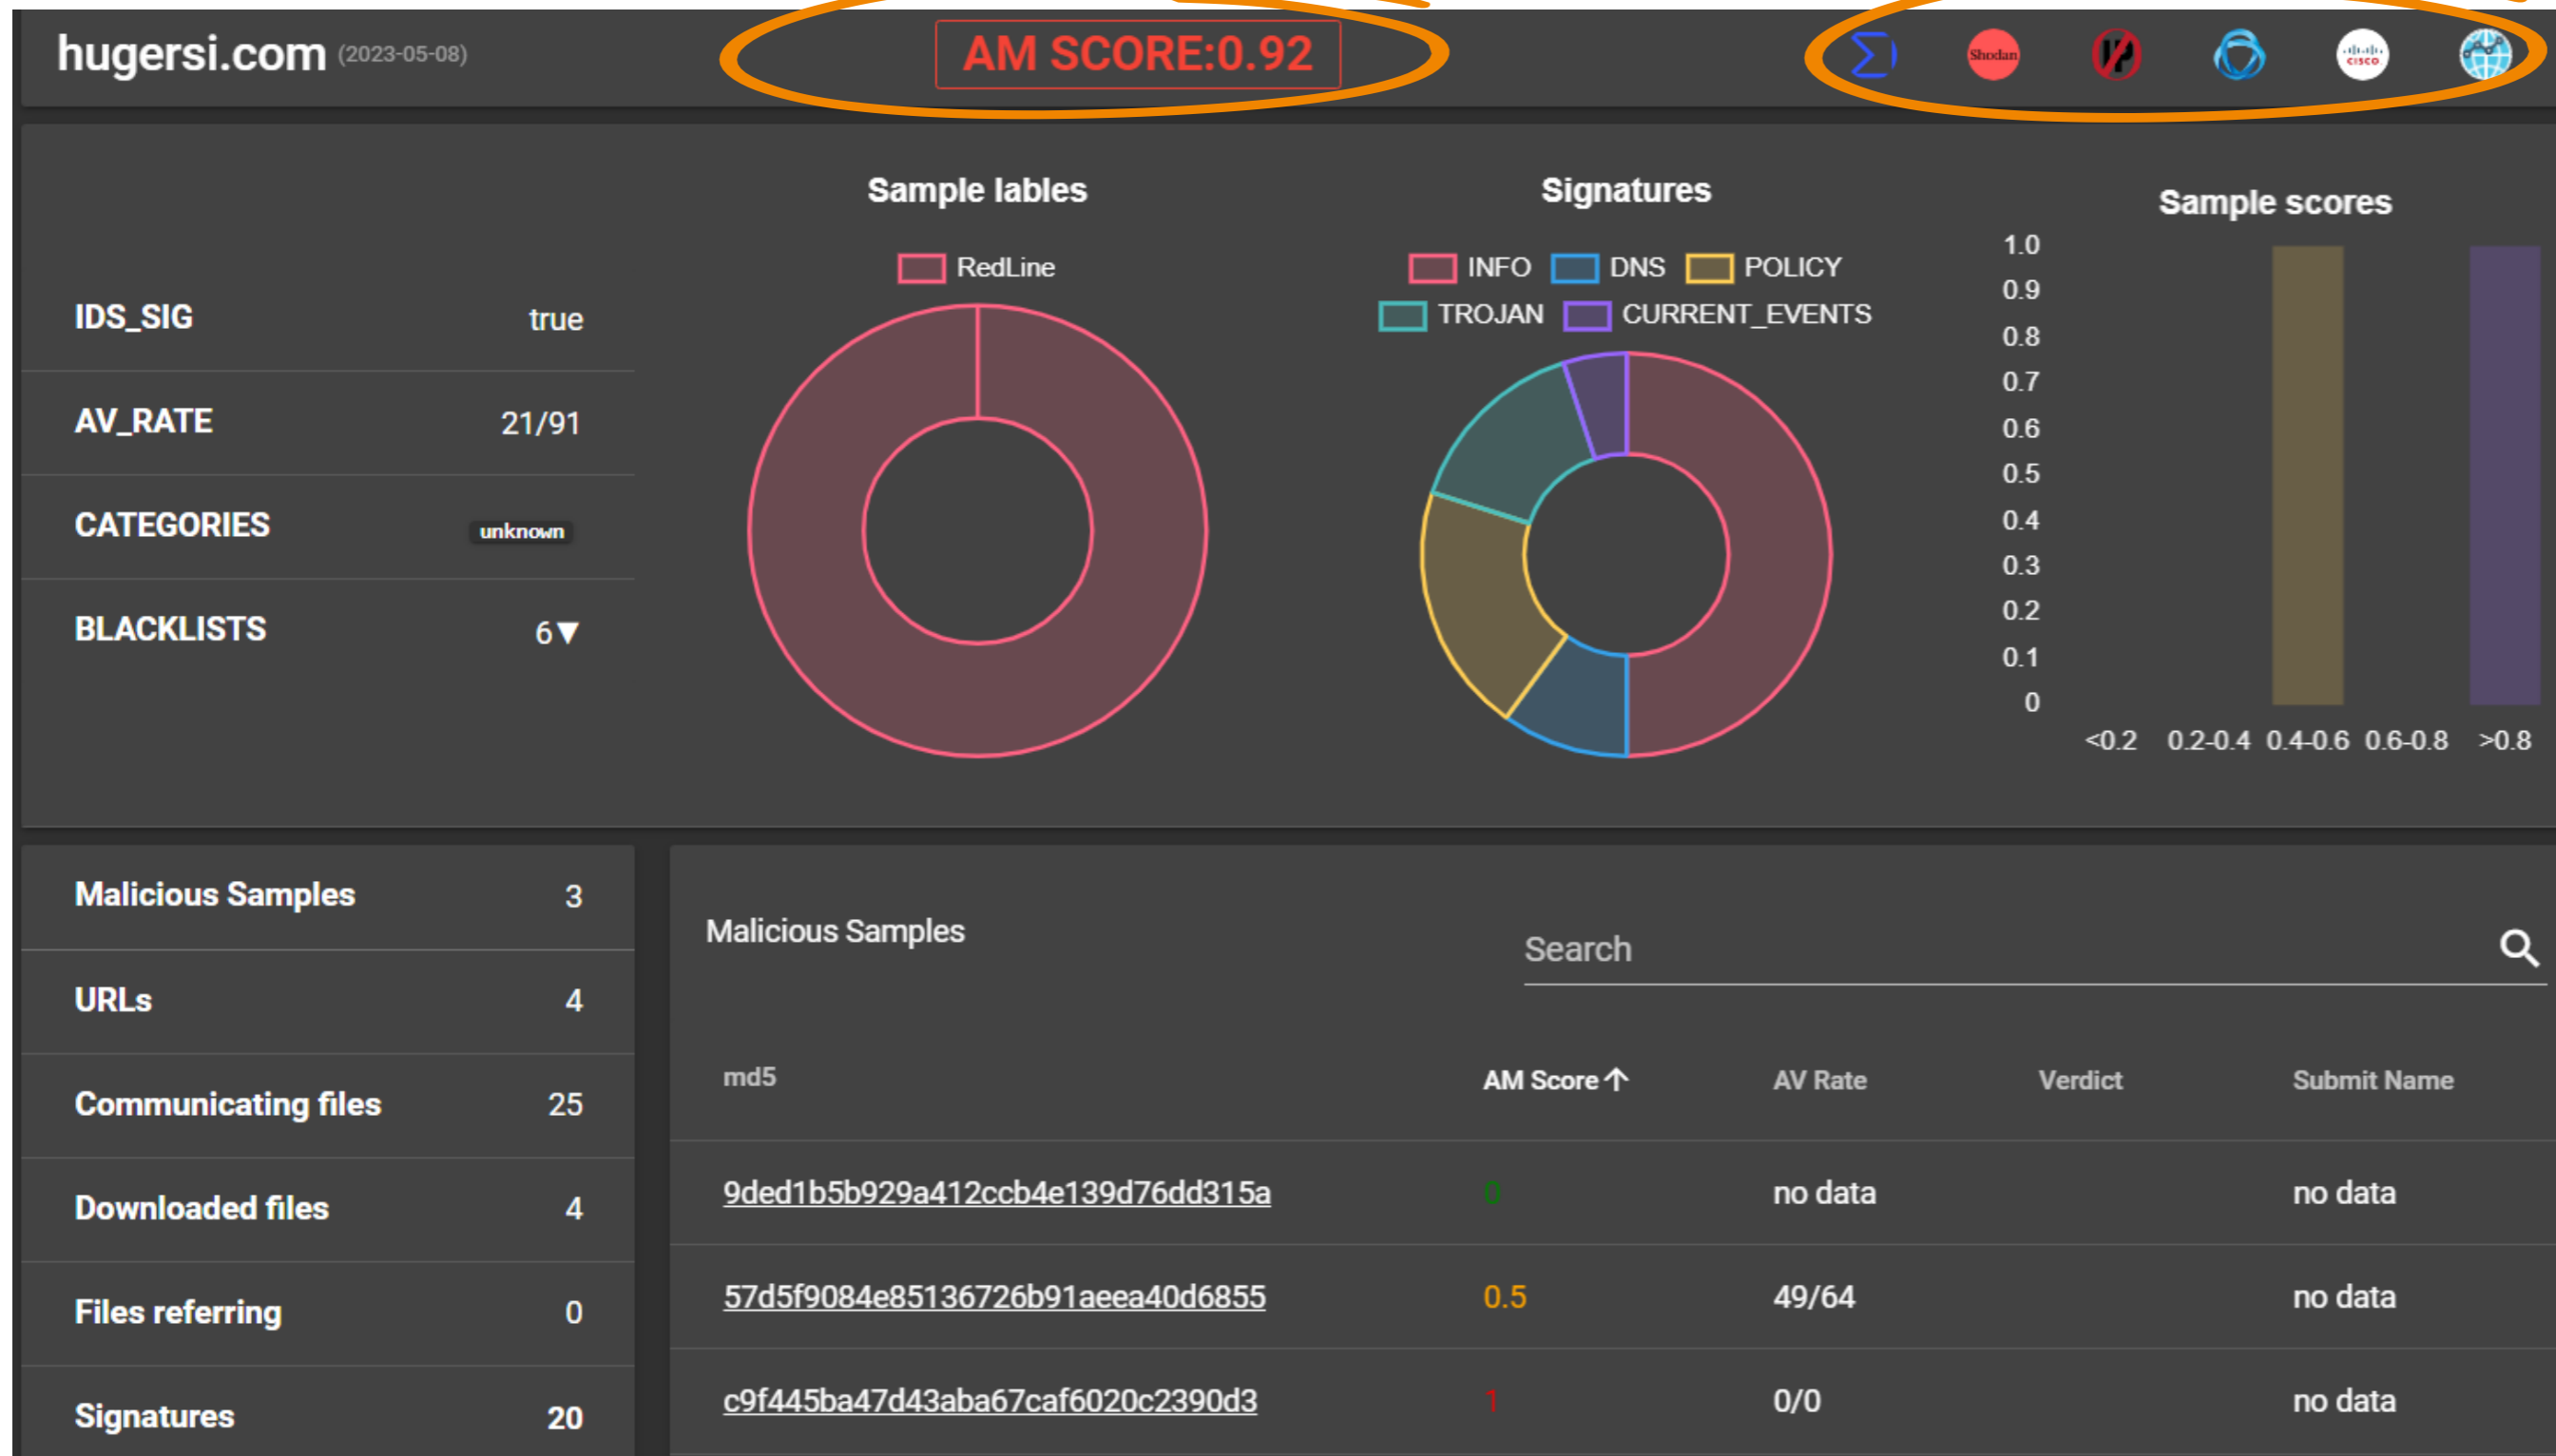 hugersi.com (2023-05-08)
AM SCORE:0.92
Shodan
CISCO
IDS_SIG true
AV_RATE 21/91
CATEGORIES unknown
BLACKLISTS 6▼
Sample lables
RedLine
Signatures
INFO DNS POLICY
TROJAN CURRENT_EVENTS
Sample scores
1.0
0.9
0.8
0.7
0.6
0.5
0.4
0.3
0.2
0.1
0
<0.2 0.2-0.4 0.4-0.6 0.6-0.8 >0.8
Malicious Samples 3
URLs 4
Communicating files 25
Downloaded files 4
Files referring 0
Signatures 20
Malicious Samples
Search
md5 AM Score↑ AV Rate Verdict Submit Name
9ded1b5b929a412ccb4e139d76dd315a 0 no data no data
57d5f9084e85136726b91aeea40d6855 0.5 49/64 no data
c9f445ba47d43aba67caf6020c2390d3 1 0/0 no data